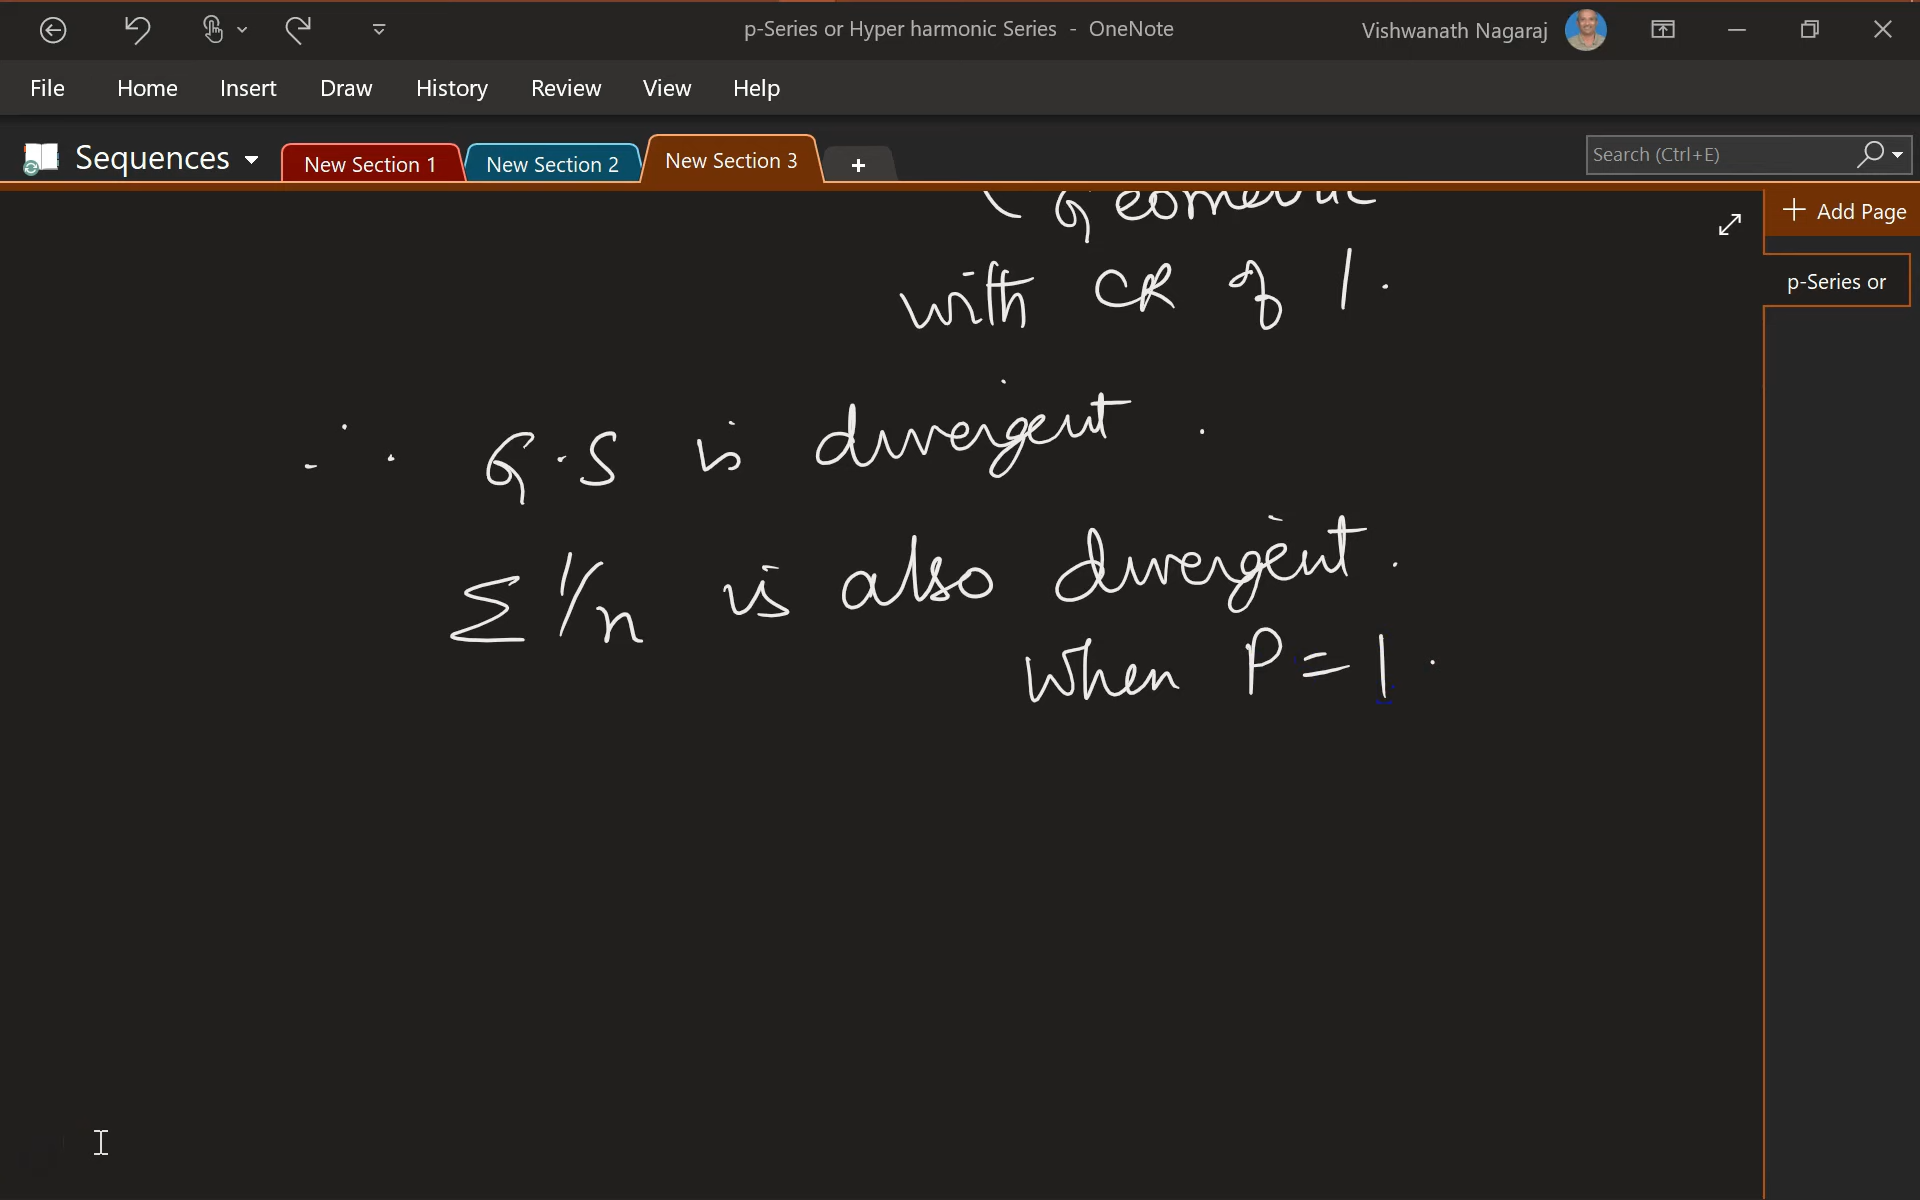 p-Series or Hyper harmonic Series - OneNote
Vishwanath Nagaraj
File Home Insert Draw History Review View Help
Sequences
New Section 1
New Section 2
New Section 3
+
Search (Ctrl+E)
+ Add Page
p-Series or
(Geometric
with CR of 1.
∴ G.S is divergent.
Σ 1/n is also divergent.
when P = 1.